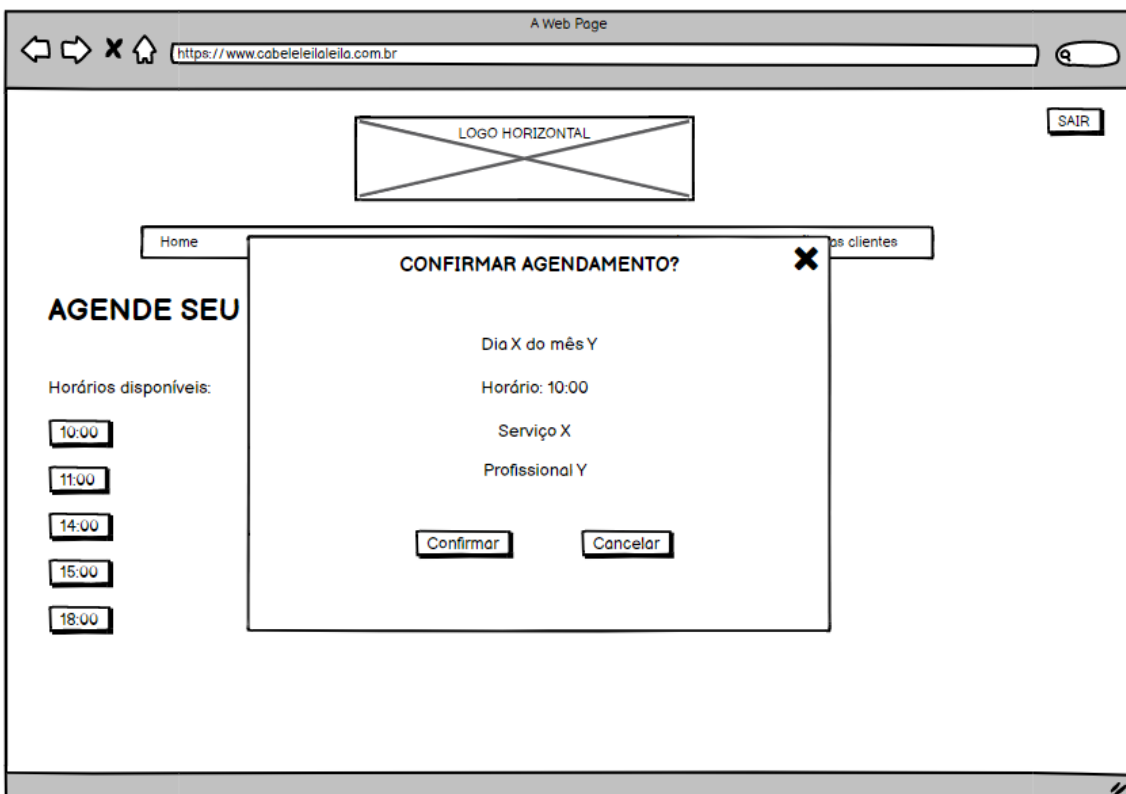 A Web Page
https://www.cabeleleilaleila.com.br
SAIR
LOGO HORIZONTAL
Home
as clientes
CONFIRMAR AGENDAMENTO?
AGENDE SEU
Dia X do mês Y
Horários disponíveis:
Horário: 10:00
10:00
Serviço X
11:00
Profissional Y
14:00
Confirmar
Cancelar
15:00
18:00